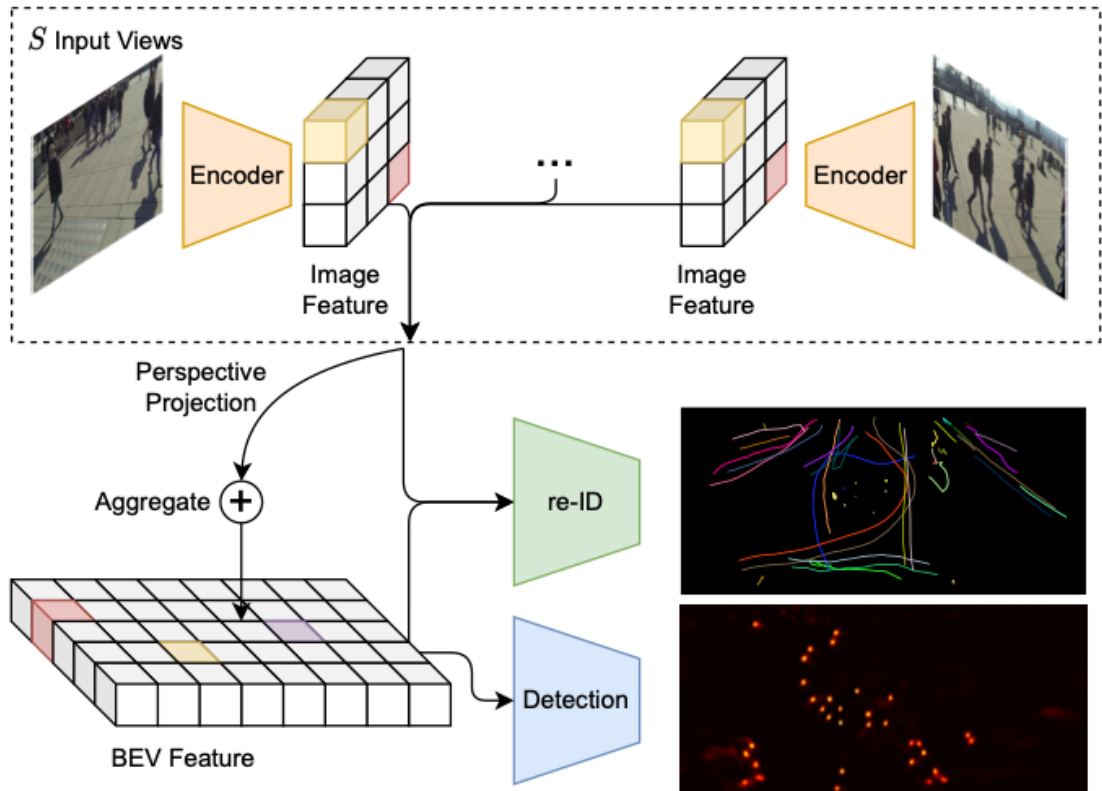 S Input Views
Encoder
...
Encoder
Image
Feature
Image
Feature
Perspective
Projection
Aggregate +
re-ID
Detection
BEV Feature